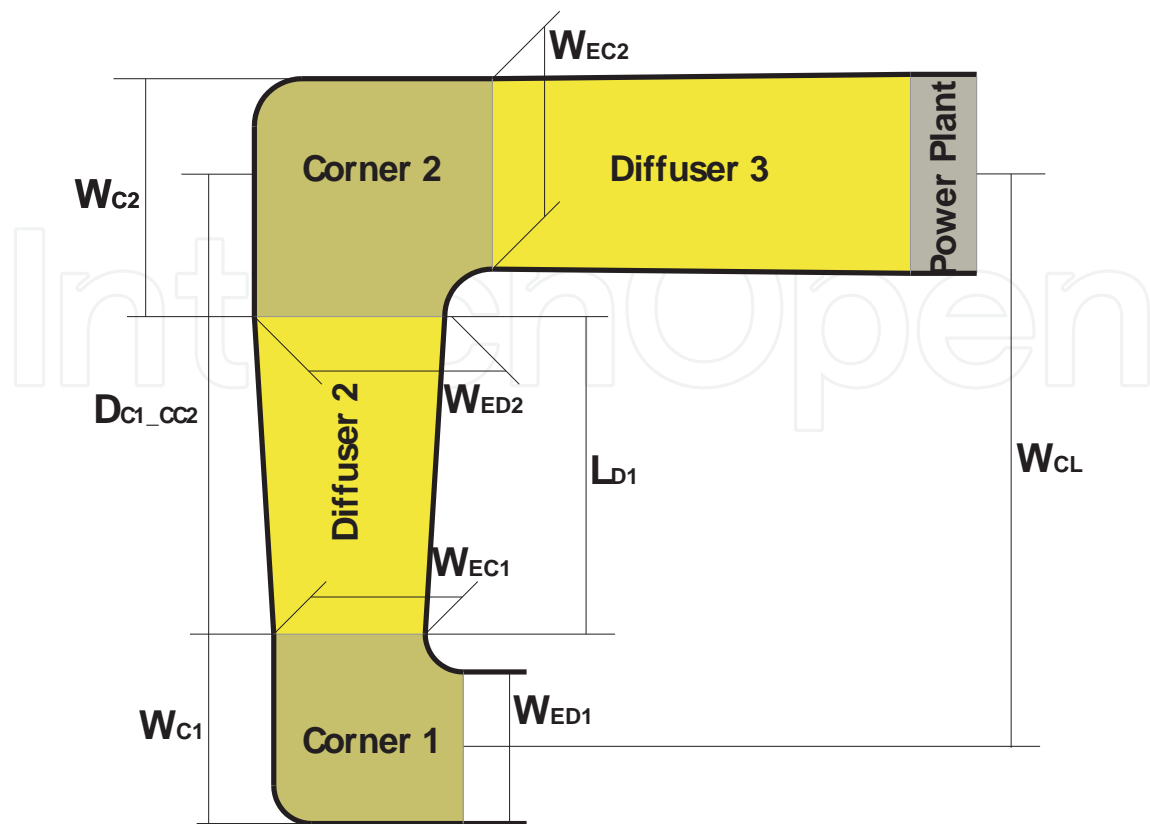 WEC2
Corner 2
Diffuser 3
Power Plant
WC2
IntechOpen
DC1_CC2
Diffuser 2
WED2
LD1
WCL
WEC1
WC1
Corner 1
WED1